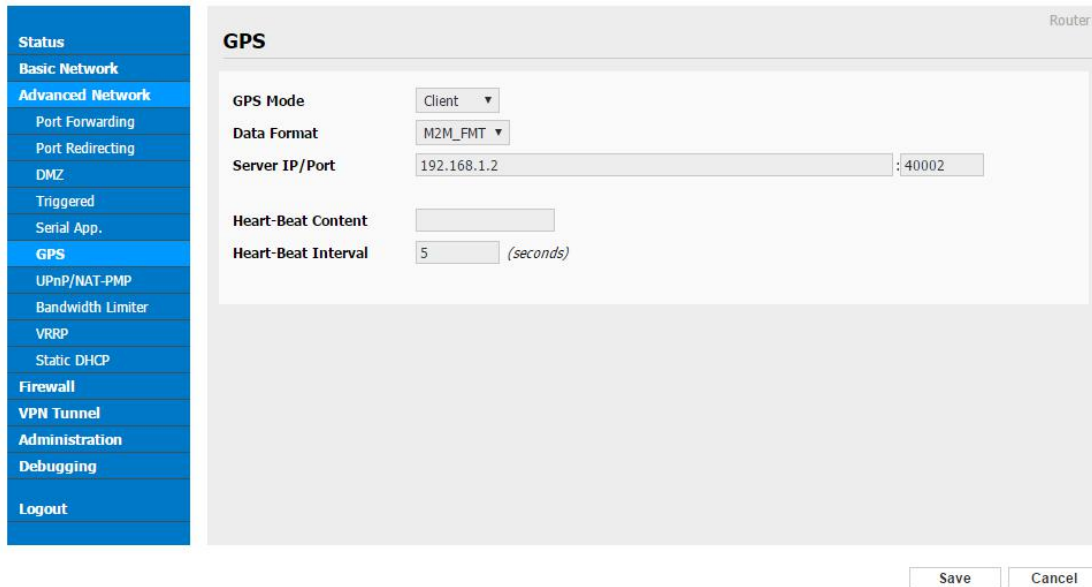 Router
Status
Basic Network
Advanced Network
Port Forwarding
Port Redirecting
DMZ
Triggered
Serial App.
GPS
UPnP/NAT-PMP
Bandwidth Limiter
VRRP
Static DHCP
Firewall
VPN Tunnel
Administration
Debugging
Logout
GPS
GPS Mode Client
Data Format M2M_FMT
Server IP/Port 192.168.1.2 : 40002
Heart-Beat Content
Heart-Beat Interval 5 (seconds)
Save Cancel